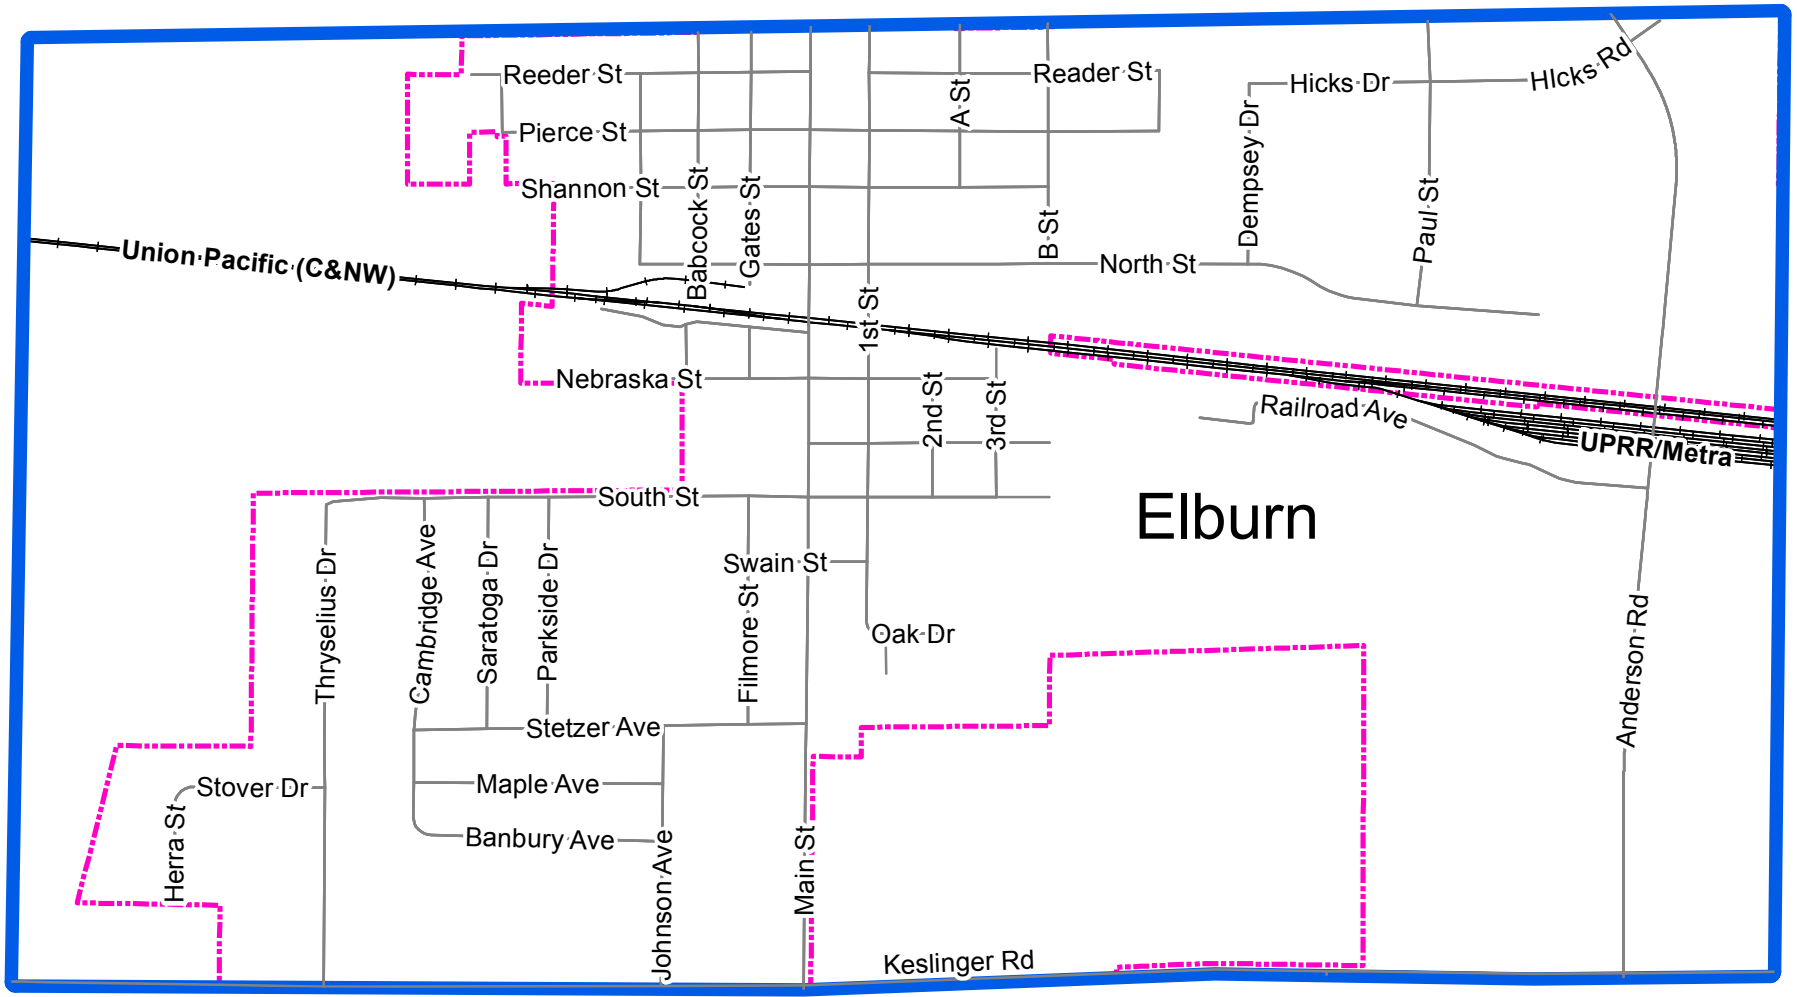 Reeder St
Reader St
Hicks Dr
HIcks Rd
Pierce St
A St
Shannon St
Babcock St
Gates St
B St
Dempsey Dr
Paul St
Union Pacific (C&NW)
North St
1st St
Nebraska St
2nd St
3rd St
Railroad Ave
UPRR/Metra
South St
Elburn
Thryselius Dr
Cambridge Ave
Saratoga Dr
Parkside Dr
Swain St
Filmore St
Oak Dr
Anderson Rd
Stetzer Ave
Stover Dr
Maple Ave
Herra St
Banbury Ave
Johnson Ave
Main St
Keslinger Rd